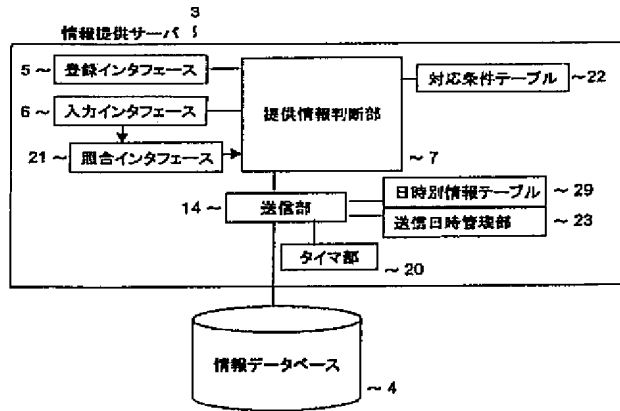 3
情報提供サーバ
5 ～ 登録インタフェース
対応条件テーブル ～22
6 ～ 入力インタフェース
提供情報判断部
21 ～ 照合インタフェース
～ 7
日時別情報テーブル ～ 29
14 ～ 送信部
送信日時管理部 ～ 23
タイマ部
～ 20
情報データベース
～ 4